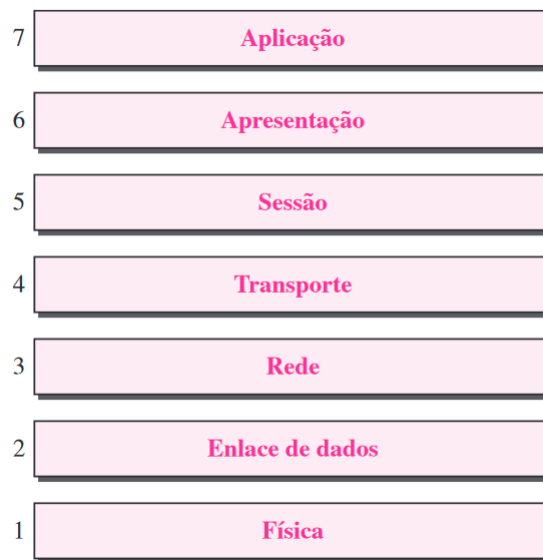 7 Aplicação
6 Apresentação
5 Sessão
4 Transporte
3 Rede
2 Enlace de dados
1 Física